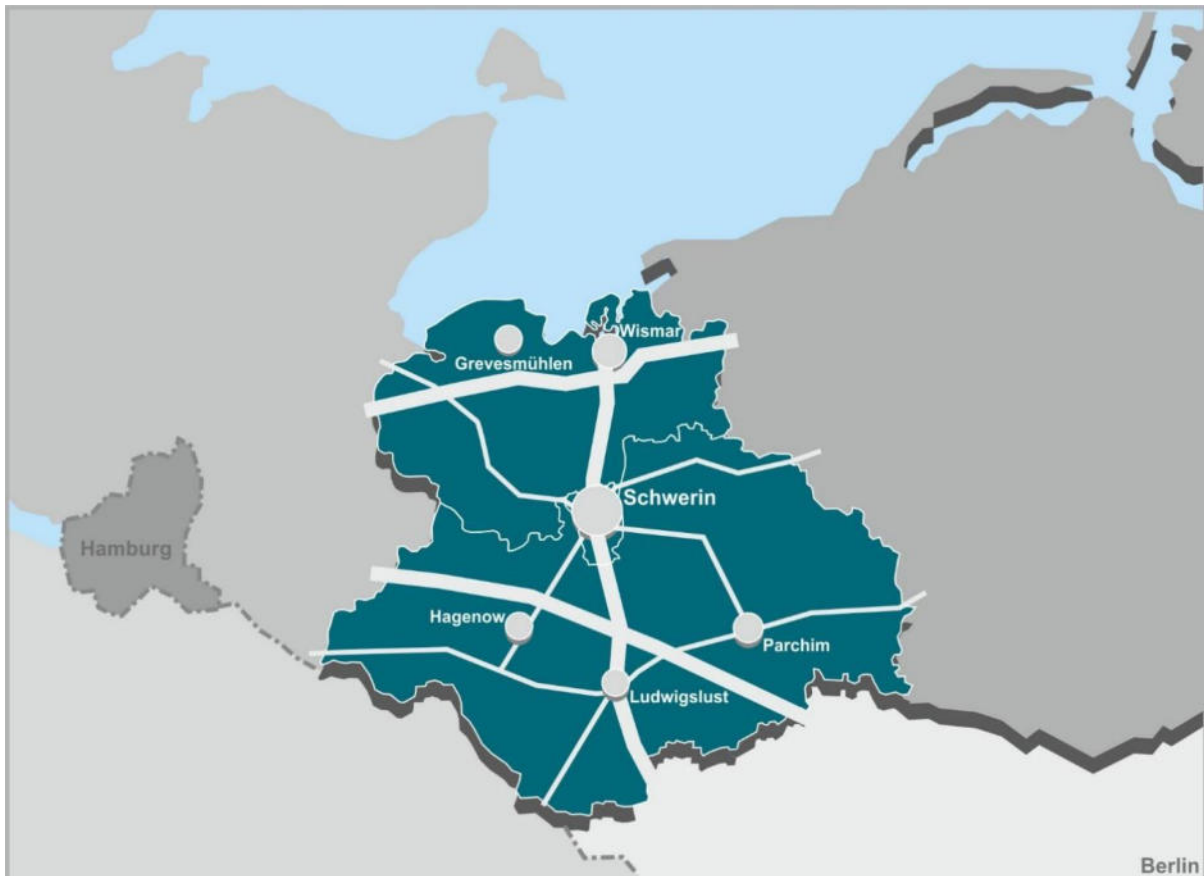 Wismar
Grevesmühlen
Schwerin
Hamburg
Hagenow
Parchim
Ludwigslust
Berlin